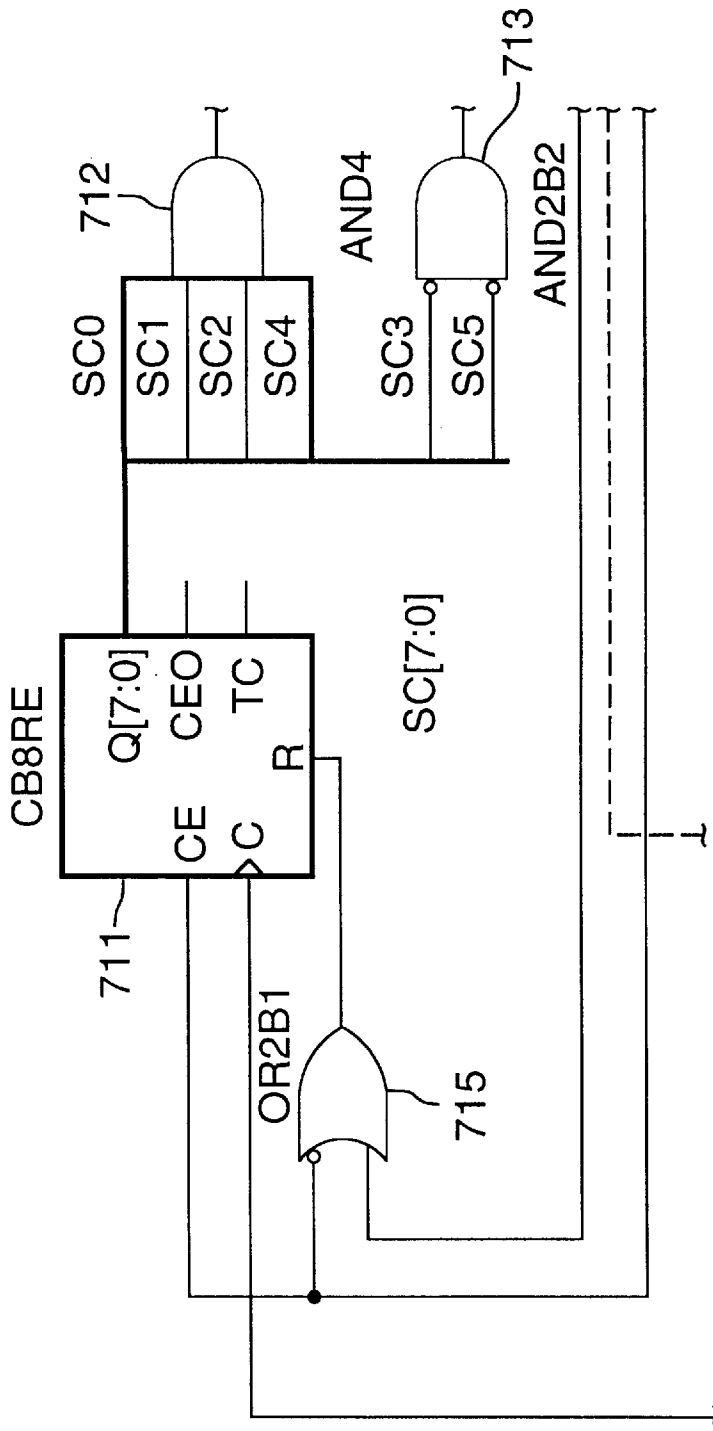 CB8RE
711
Q[7:0]
CE
CEO
C
TC
R
OR2B1
715
SC[7:0]
SC0
SC1
SC2
SC4
712
AND4
SC3
SC5
713
AND2B2